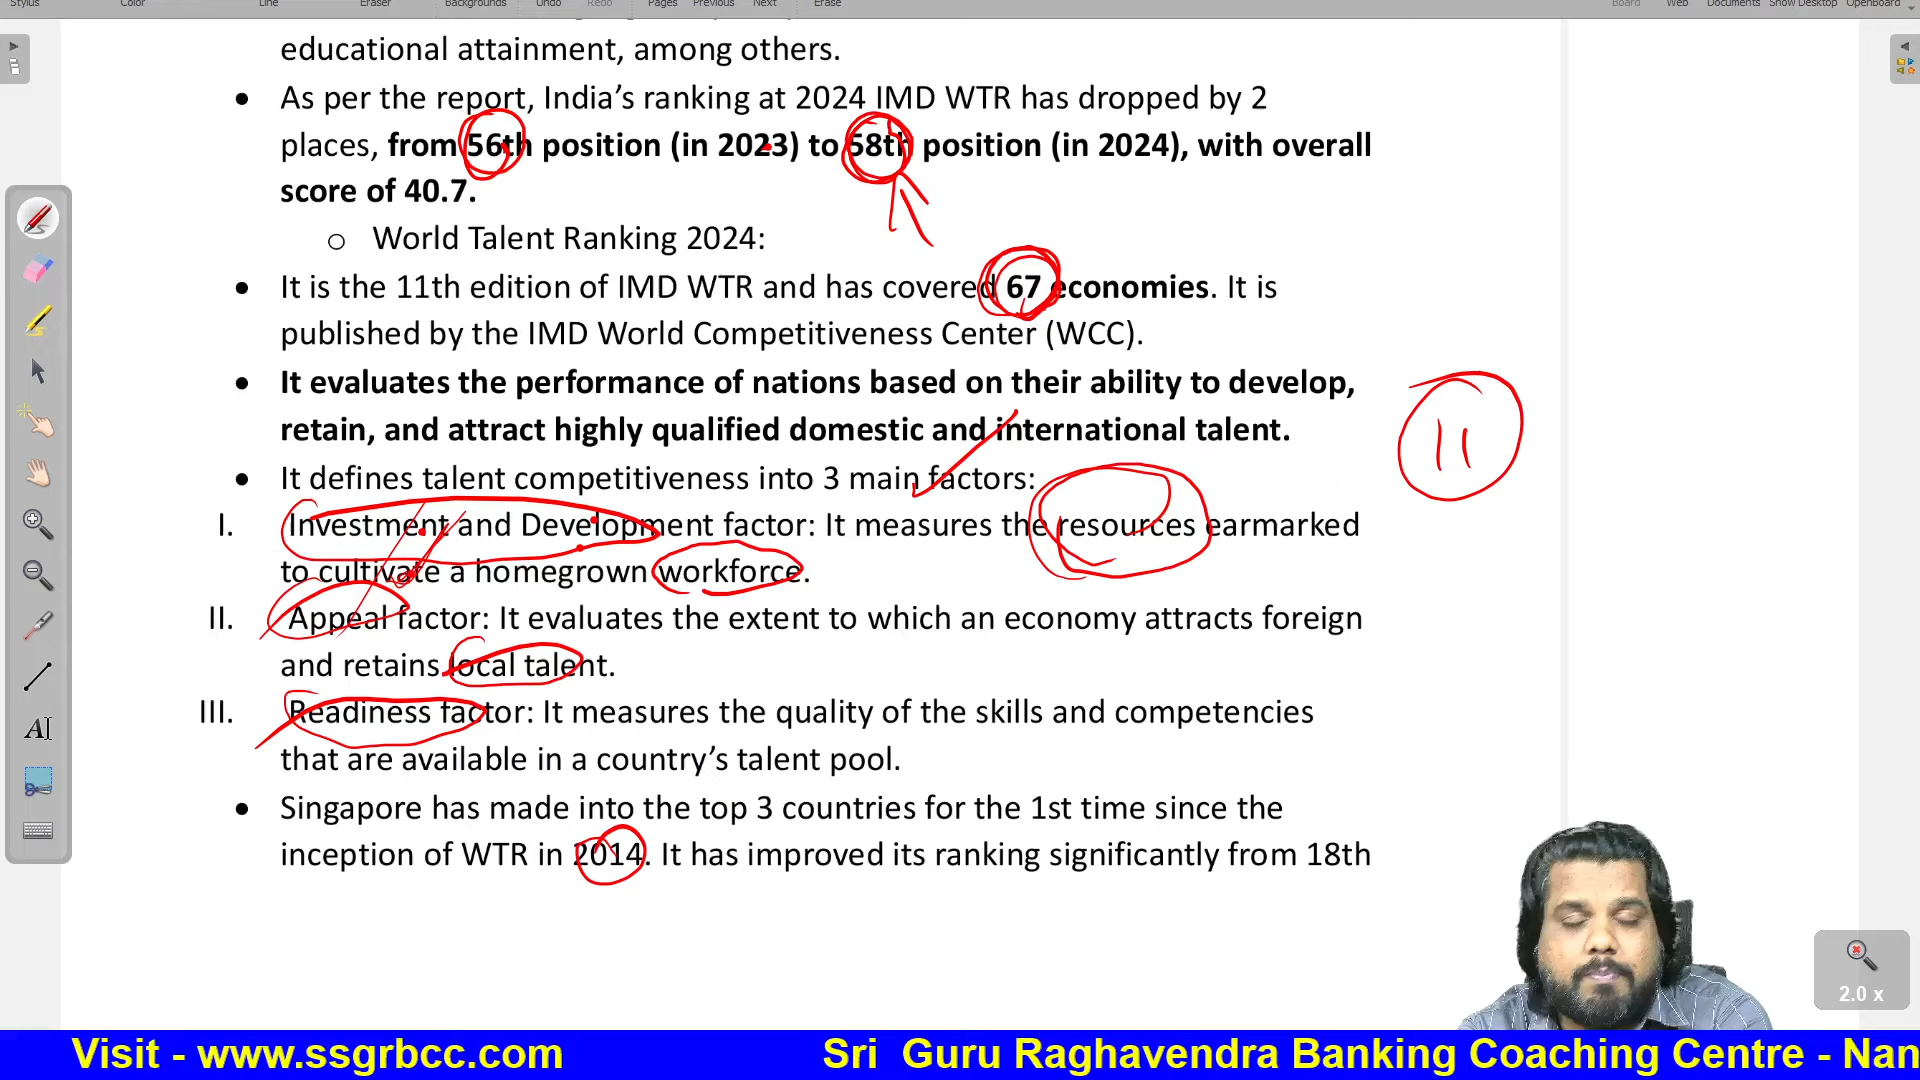 Stylus Color Line Eraser Backgrounds Undo Redo Pages Previous Next Erase Board Web Documents Show Desktop OpenBoard
educational attainment, among others.
• As per the report, India’s ranking at 2024 IMD WTR has dropped by 2
places, from 56th position (in 2023) to 58th position (in 2024), with overall
score of 40.7.
o World Talent Ranking 2024:
• It is the 11th edition of IMD WTR and has covered 67 economies. It is
published by the IMD World Competitiveness Center (WCC).
• It evaluates the performance of nations based on their ability to develop,
retain, and attract highly qualified domestic and international talent.
11
• It defines talent competitiveness into 3 main factors:
I. Investment and Development factor: It measures the resources earmarked
to cultivate a homegrown workforce.
II. Appeal factor: It evaluates the extent to which an economy attracts foreign
and retains local talent.
III. Readiness factor: It measures the quality of the skills and competencies
that are available in a country’s talent pool.
• Singapore has made into the top 3 countries for the 1st time since the
inception of WTR in 2014. It has improved its ranking significantly from 18th
2.0 x
Visit - www.ssgrbcc.com Sri Guru Raghavendra Banking Coaching Centre - Nan